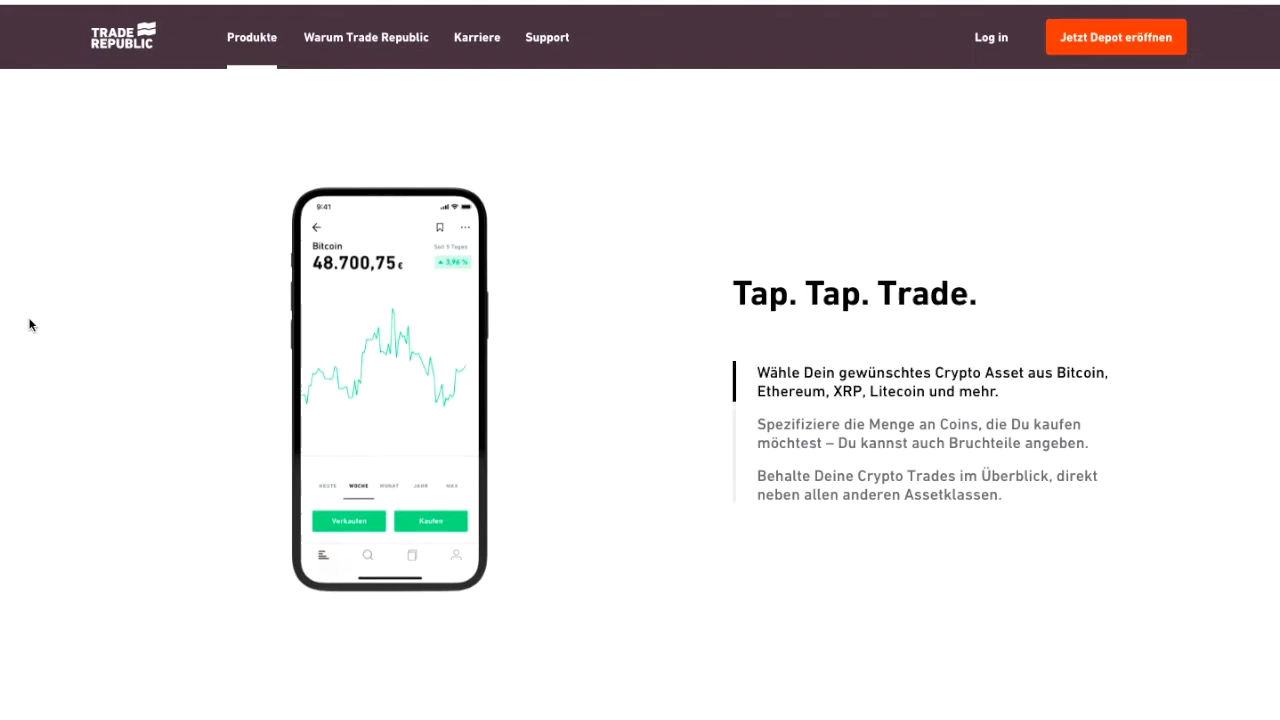 TRADE
REPUBLIC
Produkte
Warum Trade Republic
Karriere
Support
Log in
Jetzt Depot eröffnen
9:41
Bitcoin
48.700,75 €
Seit 5 Tagen
3,96 %
HEUTE
WOCHE
MONAT
JAHR
MAX
Verkaufen
Kaufen
Tap. Tap. Trade.
Wähle Dein gewünschtes Crypto Asset aus Bitcoin,
Ethereum, XRP, Litecoin und mehr.
Spezifiziere die Menge an Coins, die Du kaufen
möchtest – Du kannst auch Bruchteile angeben.
Behalte Deine Crypto Trades im Überblick, direkt
neben allen anderen Assetklassen.